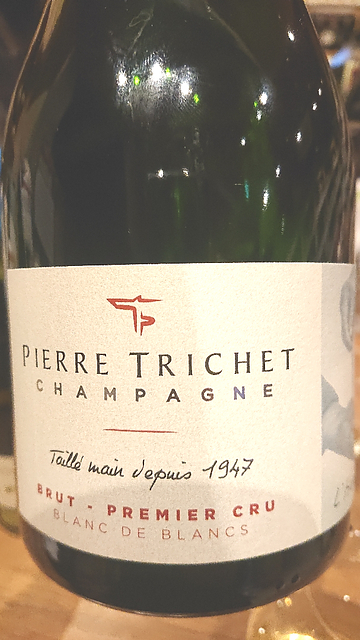 PIERRE TRICHET
CHAMPAGNE
Taillé main depuis 1947
BRUT - PREMIER CRU
BLANC DE BLANCS